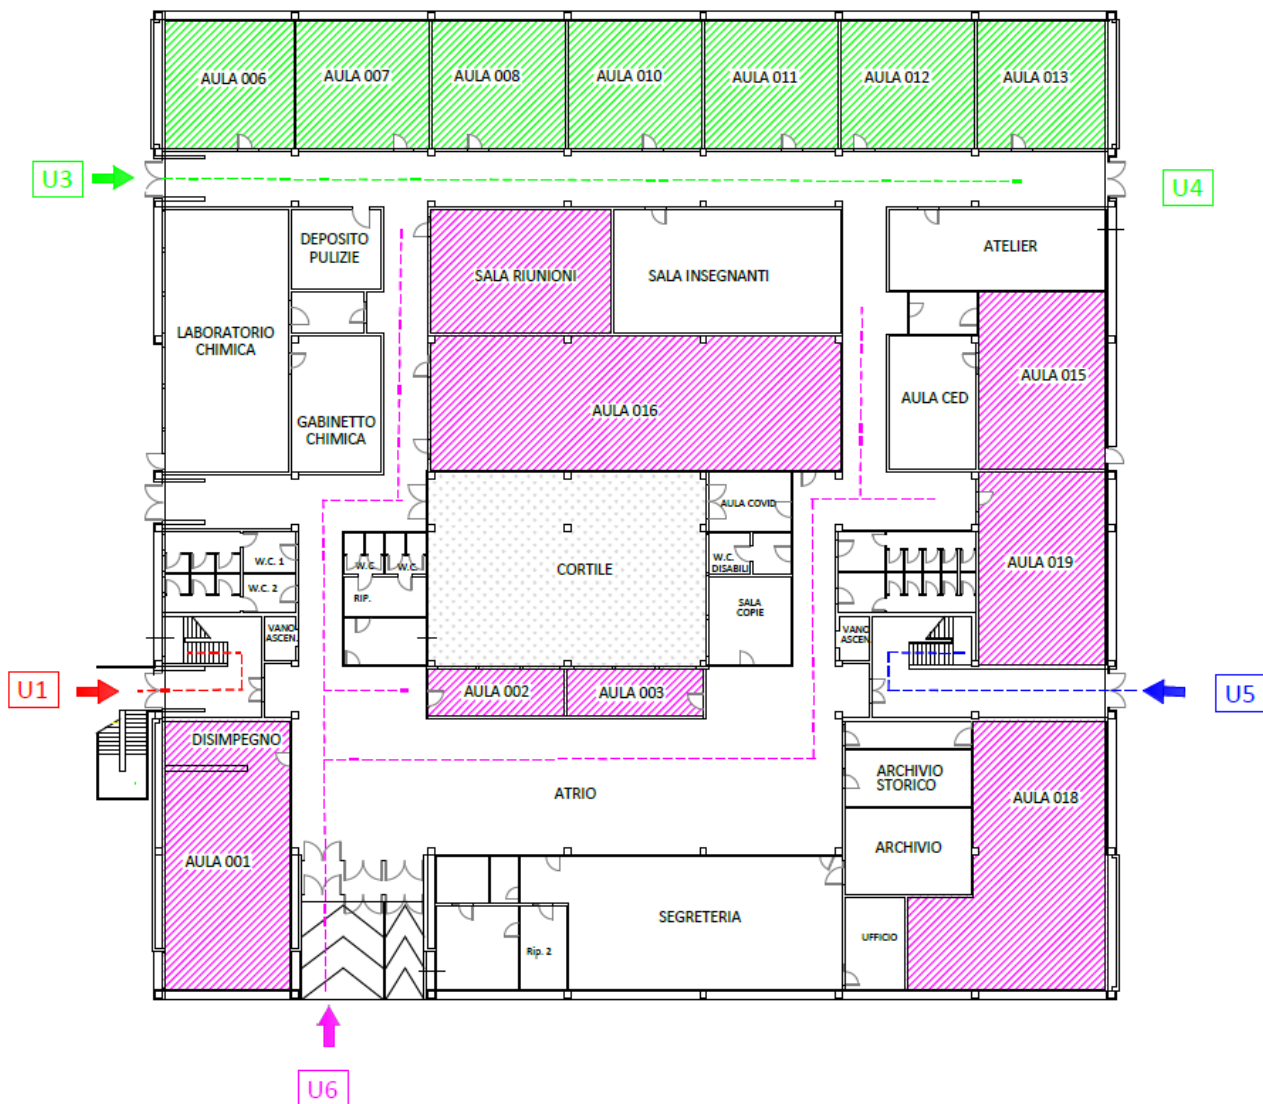 AULA 006
AULA 007
AULA 008
AULA 010
AULA 011
AULA 012
AULA 013
U3
U4
DEPOSITO
PULIZIE
SALA RIUNIONI
SALA INSEGNANTI
ATELIER
LABORATORIO
CHIMICA
AULA 015
AULA CED
AULA 016
GABINETTO
CHIMICA
AULA COVID
W.C. 1
W.C.
W.C.
CORTILE
W.C.
DISABILI
AULA 019
W.C. 2
RIP.
SALA
COPIE
VANO
ASCEN.
VANO
ASCEN.
U1
AULA 002
AULA 003
U5
DISIMPEGNO
ARCHIVIO
STORICO
ATRIO
AULA 018
AULA 001
ARCHIVIO
SEGRETERIA
UFFICIO
Rip. 2
U6